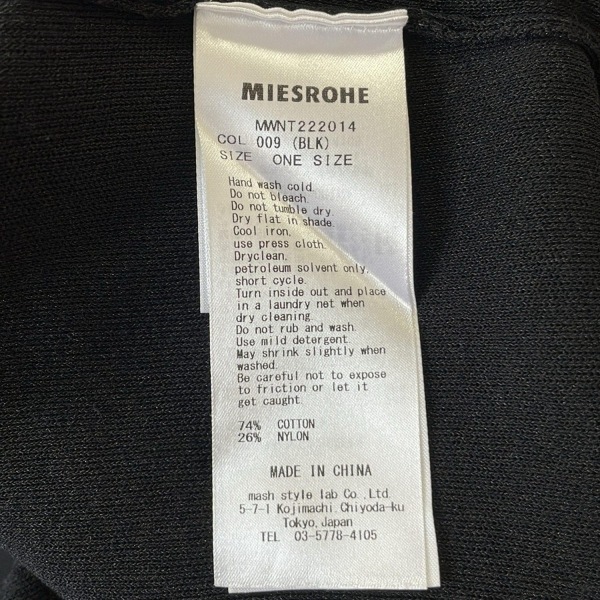 MIESROHE
MWNT222014
COL 009 (BLK)
SIZE ONE SIZE
Hand wash cold.
Do not bleach.
Do not tumble dry.
Dry flat in shade.
Cool iron,
use press cloth.
Dryclean,
petroleum solvent only,
short cycle.
Turn inside out and place
in a laundry net when
dry cleaning.
Do not rub and wash.
Use mild detergent.
May shrink slightly when
washed.
Be careful not to expose
to friction or let it
get caught.
74% COTTON
26% NYLON
MADE IN CHINA
mash style lab Co.,Ltd.
5-7-1 Kojimachi,Chiyoda-ku
Tokyo,Japan
TEL 03-5778-4105